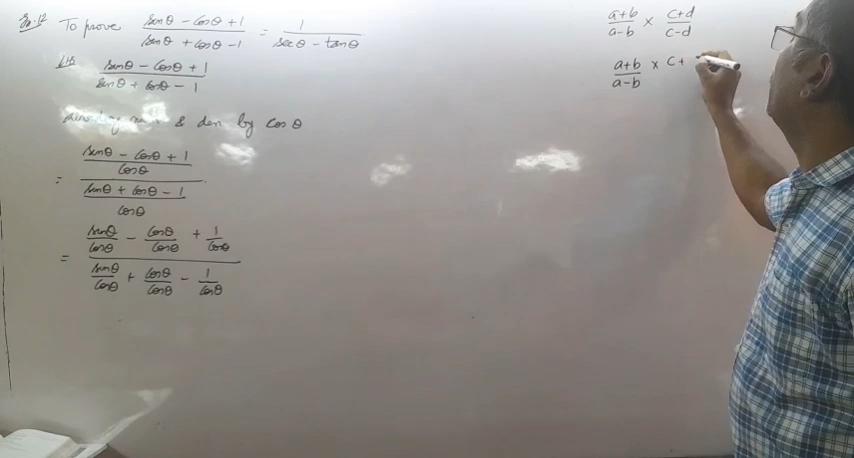 Ex. 12 To prove (sinθ - cosθ + 1)/(sinθ + cosθ - 1) = 1/(secθ - tanθ)
LHS (sinθ - cosθ + 1)/(sinθ + cosθ - 1)
dividing & den by cosθ
= ((sinθ - cosθ + 1)/cosθ)/((sinθ + cosθ - 1)/cosθ)
= (sinθ/cosθ - cosθ/cosθ + 1/cosθ)/(sinθ/cosθ + cosθ/cosθ - 1/cosθ)
(a+b)/(a-b) × (c+d)/(c-d)
(a+b)/(a-b) × c+